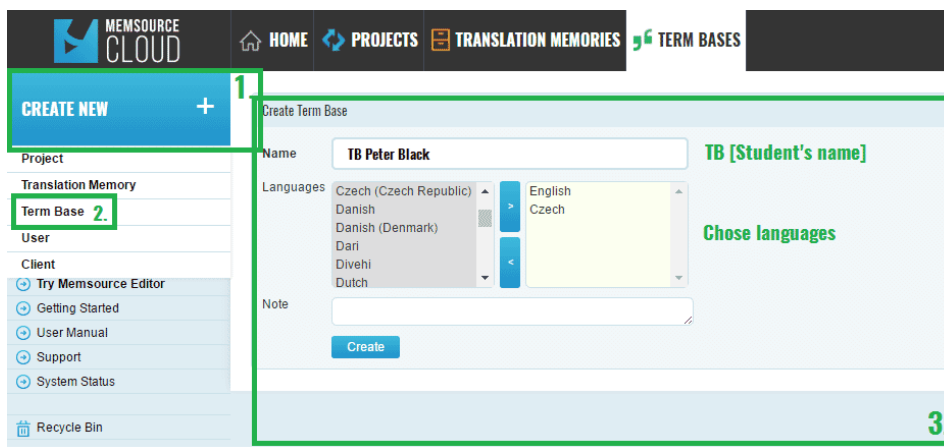 MEMSOURCE
CLOUD
HOME
PROJECTS
TRANSLATION MEMORIES
TERM BASES
1.
CREATE NEW +
Project
Translation Memory
Term Base 2.
User
Client
Try Memsource Editor
Getting Started
User Manual
Support
System Status
Recycle Bin
Create Term Base
Name TB Peter Black TB [Student's name]
Languages
Czech (Czech Republic)
Danish
Danish (Denmark)
Dari
Divehi
Dutch
>
<
English
Czech
Chose languages
Note
Create
3.